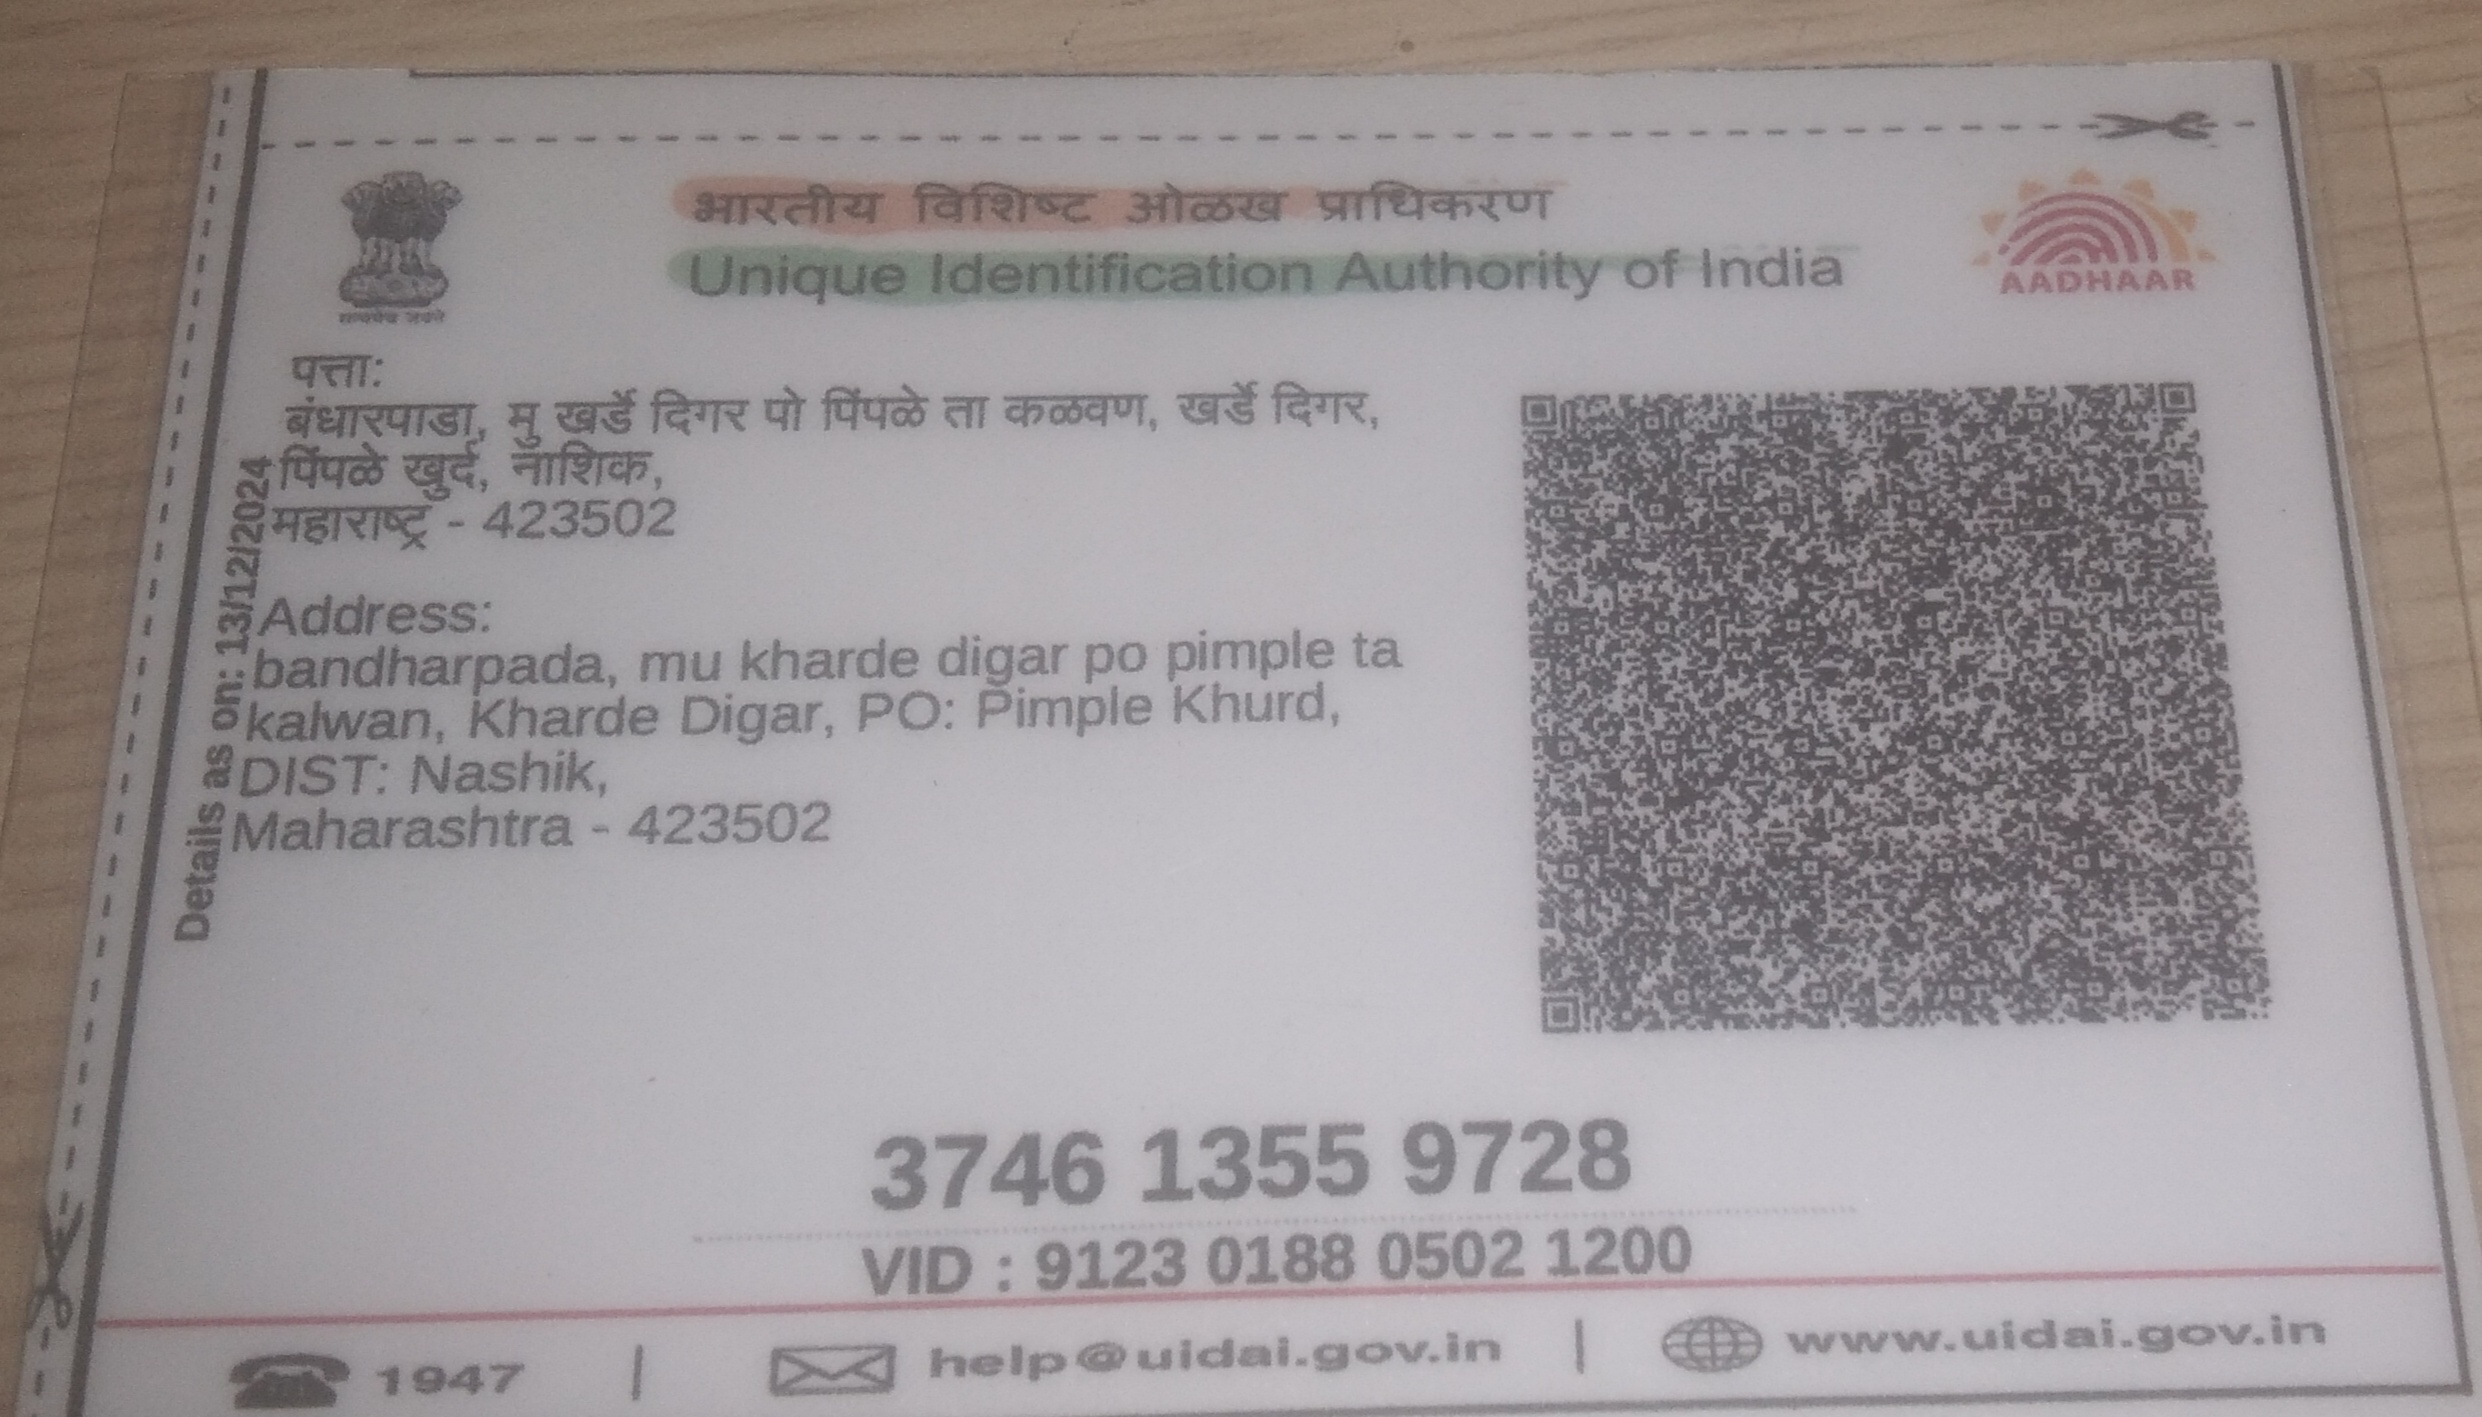 भारतीय विशिष्ट ओळख प्राधिकरण
Unique Identification Authority of India
AADHAAR
सत्यमेव जयते
पत्ता:
बंधारपाडा, मु खर्डे दिगर पो पिंपळे ता कळवण, खर्डे दिगर,
पिंपळे खुर्द, नाशिक,
महाराष्ट्र - 423502
Address:
bandharpada, mu kharde digar po pimple ta
kalwan, Kharde Digar, PO: Pimple Khurd,
DIST: Nashik,
Maharashtra - 423502
Details as on: 13/12/2024
3746 1355 9728
VID : 9123 0188 0502 1200
1947 | help@uidai.gov.in | www.uidai.gov.in